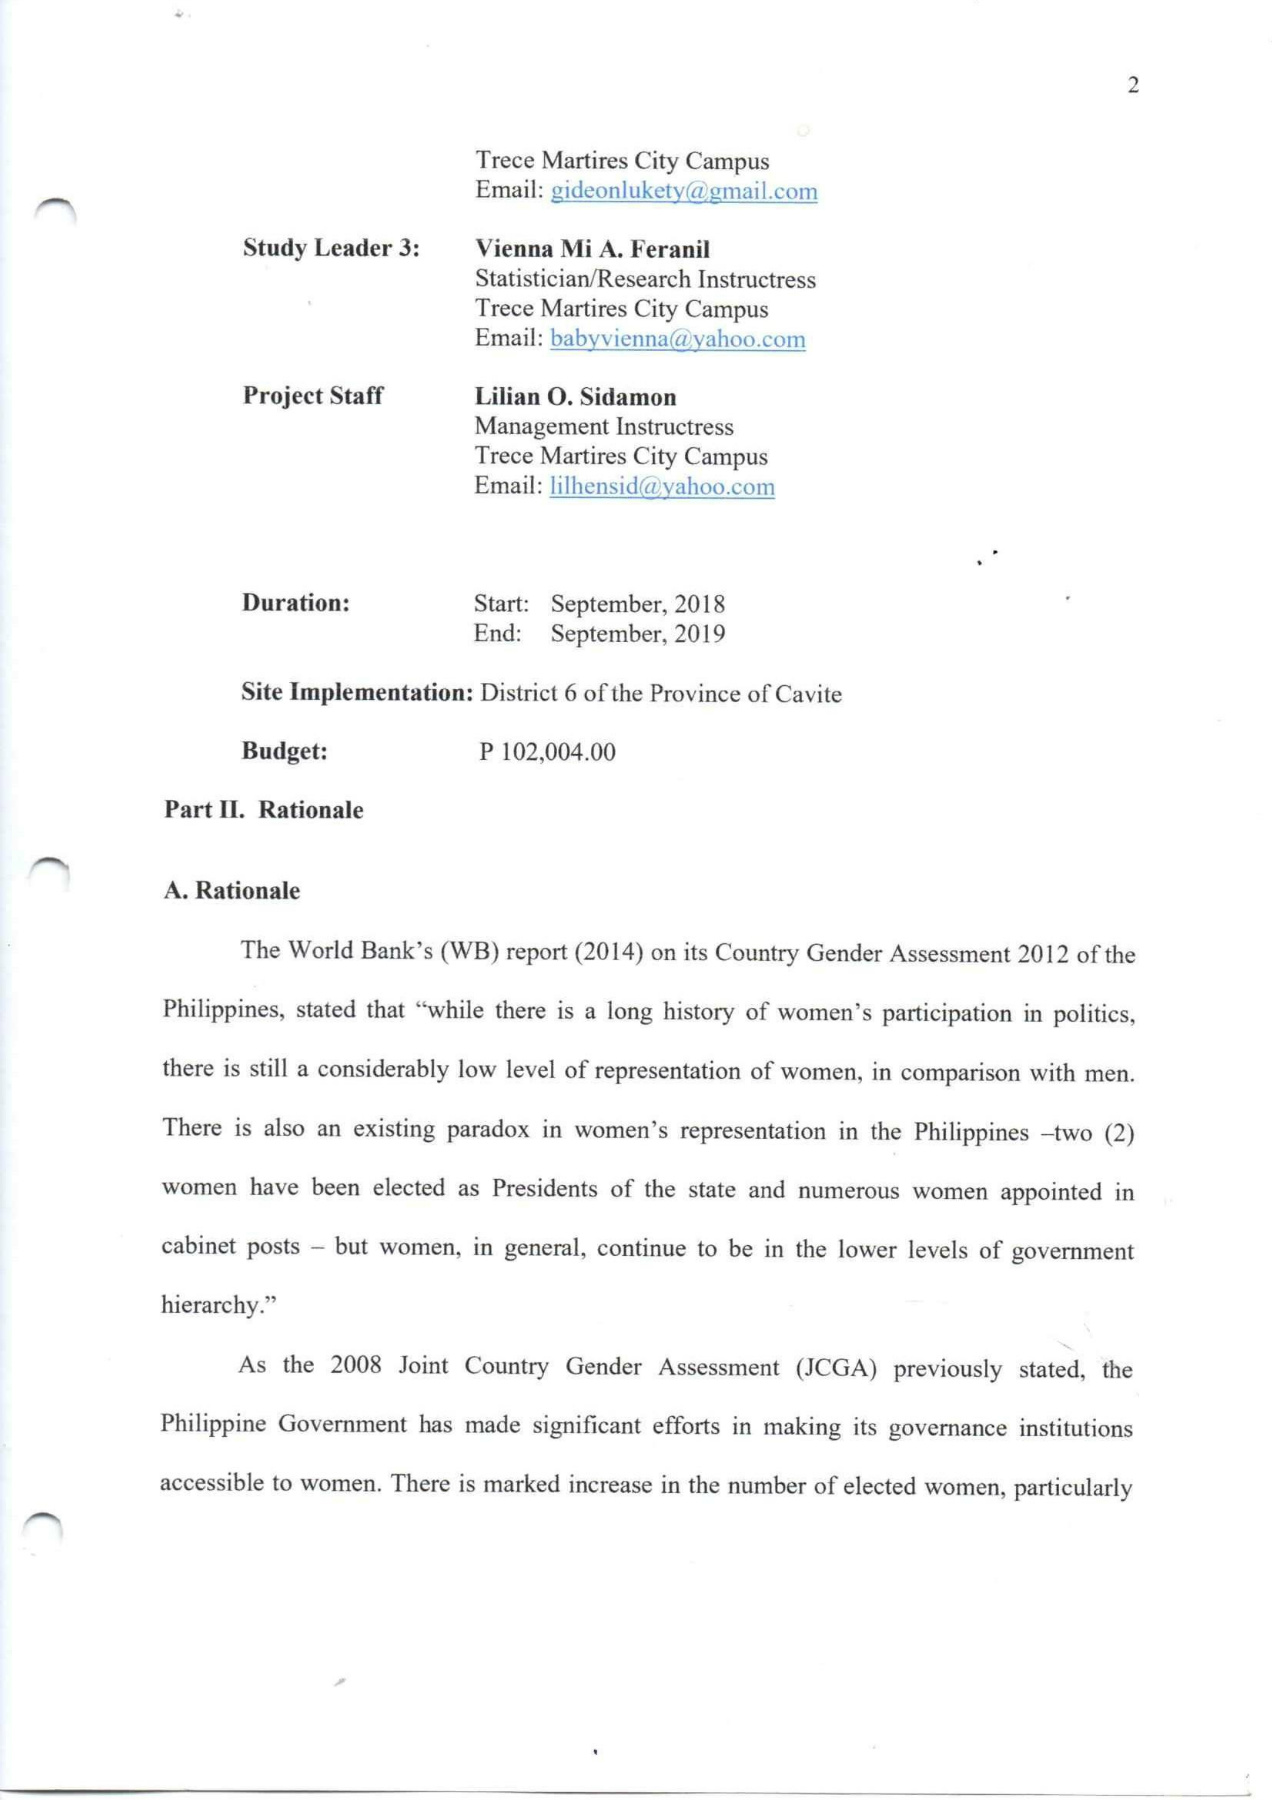 2
Trece Martires City Campus
Email: gideonlukety@gmail.com
Study Leader 3: Vienna Mi A. Feranil
Statistician/Research Instructress
Trece Martires City Campus
Email: babyvienna@yahoo.com
Project Staff Lilian O. Sidamon
Management Instructress
Trece Martires City Campus
Email: lilhensid@yahoo.com
Duration: Start: September, 2018
End: September, 2019
Site Implementation: District 6 of the Province of Cavite
Budget: P 102,004.00
Part II. Rationale
A. Rationale
The World Bank’s (WB) report (2014) on its Country Gender Assessment 2012 of the
Philippines, stated that “while there is a long history of women’s participation in politics,
there is still a considerably low level of representation of women, in comparison with men.
There is also an existing paradox in women’s representation in the Philippines –two (2)
women have been elected as Presidents of the state and numerous women appointed in
cabinet posts – but women, in general, continue to be in the lower levels of government
hierarchy.”
As the 2008 Joint Country Gender Assessment (JCGA) previously stated, the
Philippine Government has made significant efforts in making its governance institutions
accessible to women. There is marked increase in the number of elected women, particularly